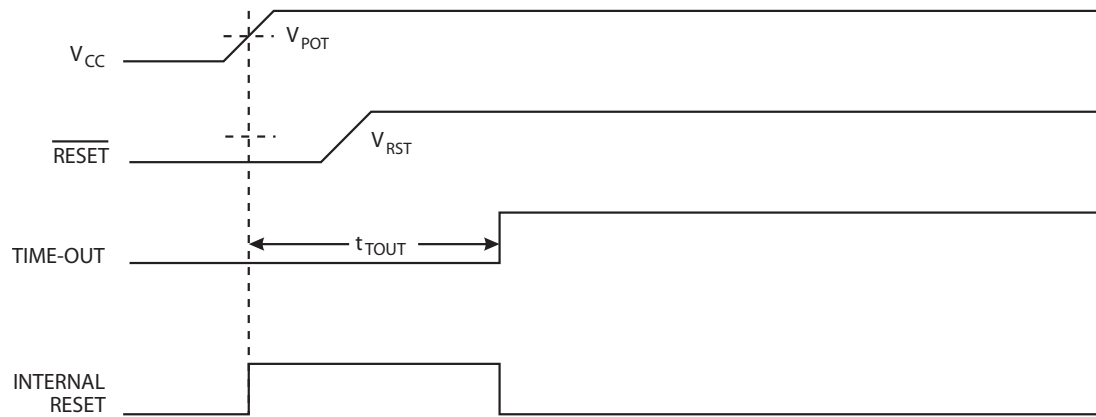 V_CC
V_POT
RESET
V_RST
TIME-OUT
t_TOUT
INTERNAL
RESET